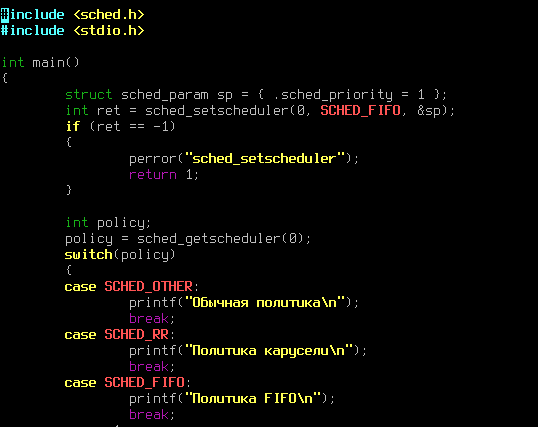 #include <sched.h>
#include <stdio.h>
int main()
{
struct sched_param sp = { .sched_priority = 1 };
int ret = sched_setscheduler(0, SCHED_FIFO, &sp);
if (ret == -1)
{
perror("sched_setscheduler");
return 1;
}
int policy;
policy = sched_getscheduler(0);
switch(policy)
{
case SCHED_OTHER:
printf("Обычная политика\n");
break;
case SCHED_RR:
printf("Политика карусели\n");
break;
case SCHED_FIFO:
printf("Политика FIFO\n");
break;